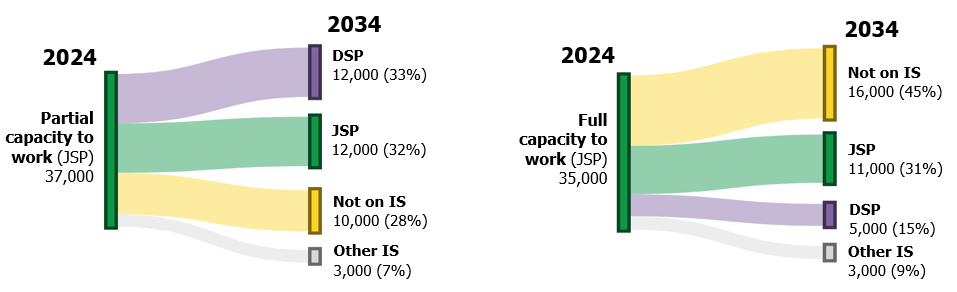 2024
Partial
capacity to
work (JSP)
37,000
2034
DSP
12,000 (33%)
JSP
12,000 (32%)
Not on IS
10,000 (28%)
Other IS
3,000 (7%)
2024
Full
capacity to
work (JSP)
35,000
2034
Not on IS
16,000 (45%)
JSP
11,000 (31%)
DSP
5,000 (15%)
Other IS
3,000 (9%)